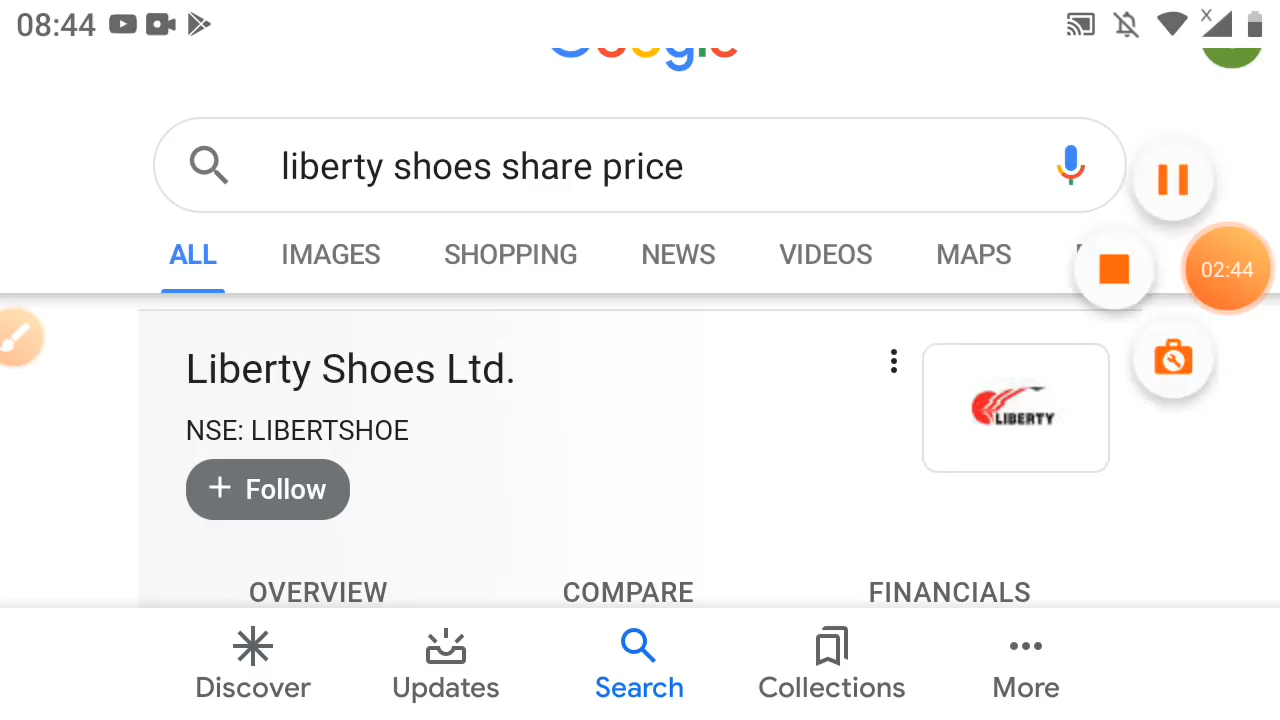 08:44
Google
liberty shoes share price
ALL IMAGES SHOPPING NEWS VIDEOS MAPS
02:44
Liberty Shoes Ltd.
LIBERTY
NSE: LIBERTSHOE
+ Follow
OVERVIEW COMPARE FINANCIALS
Discover Updates Search Collections More